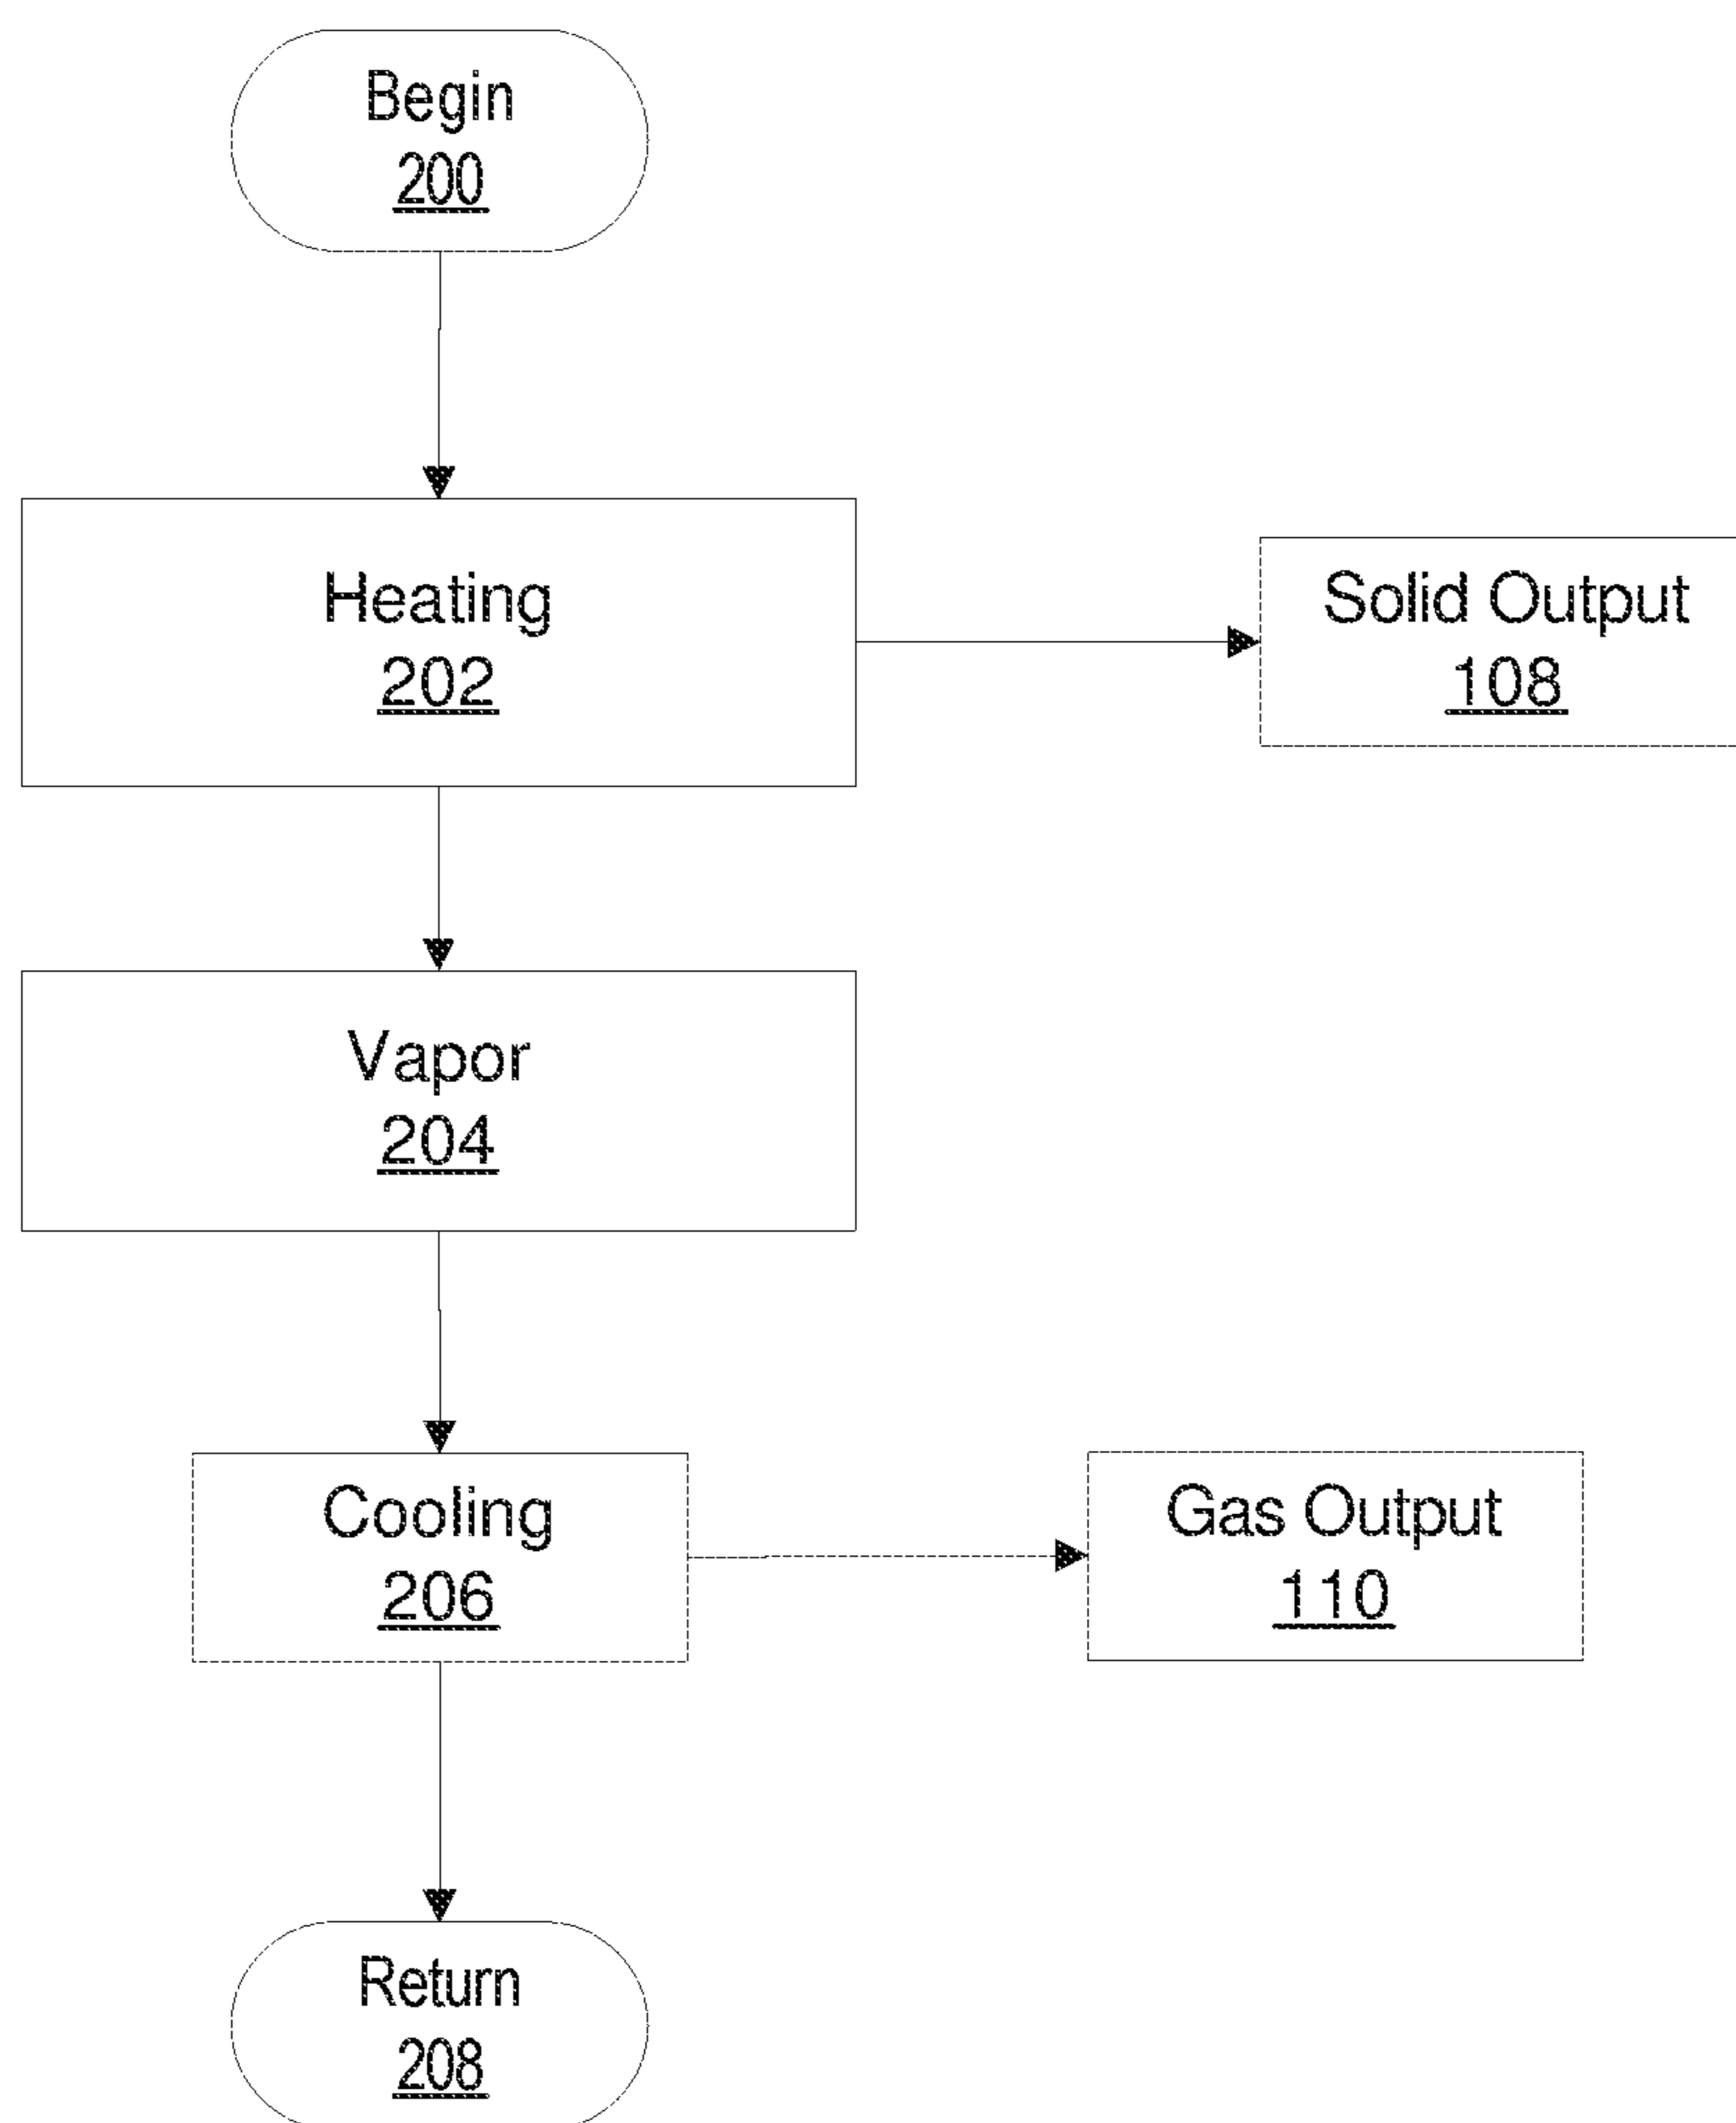 Begin
200
Heating
202
Solid Output
108
Vapor
204
Cooling
206
Gas Output
110
Return
208